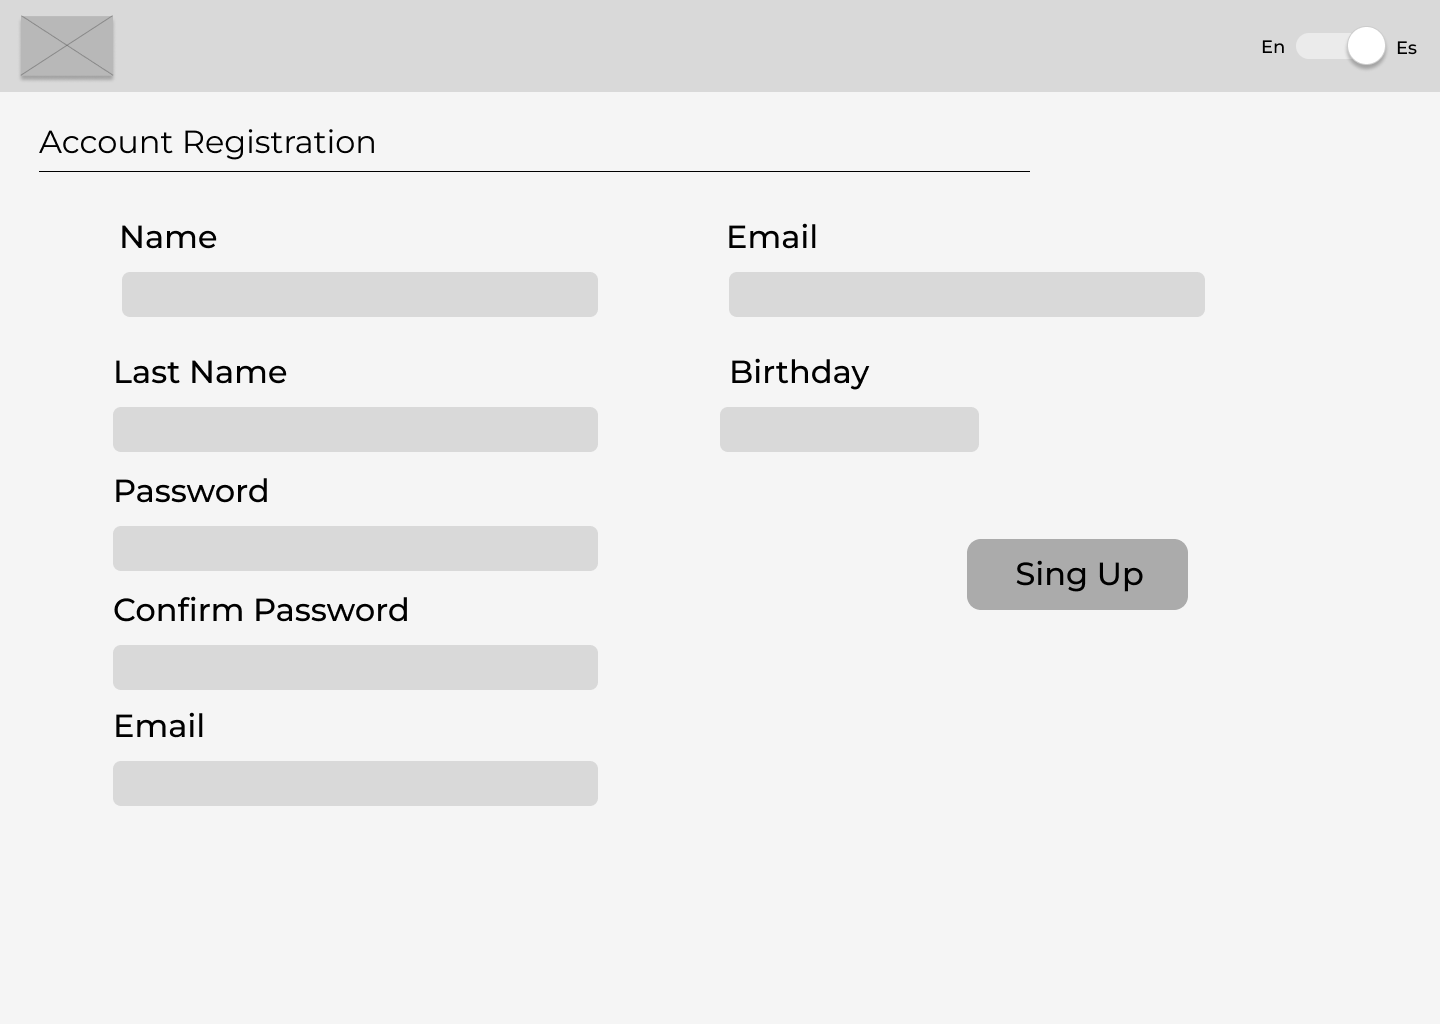 En
Es
Account Registration
Name
Email
Last Name
Birthday
Password
Sing Up
Confirm Password
Email